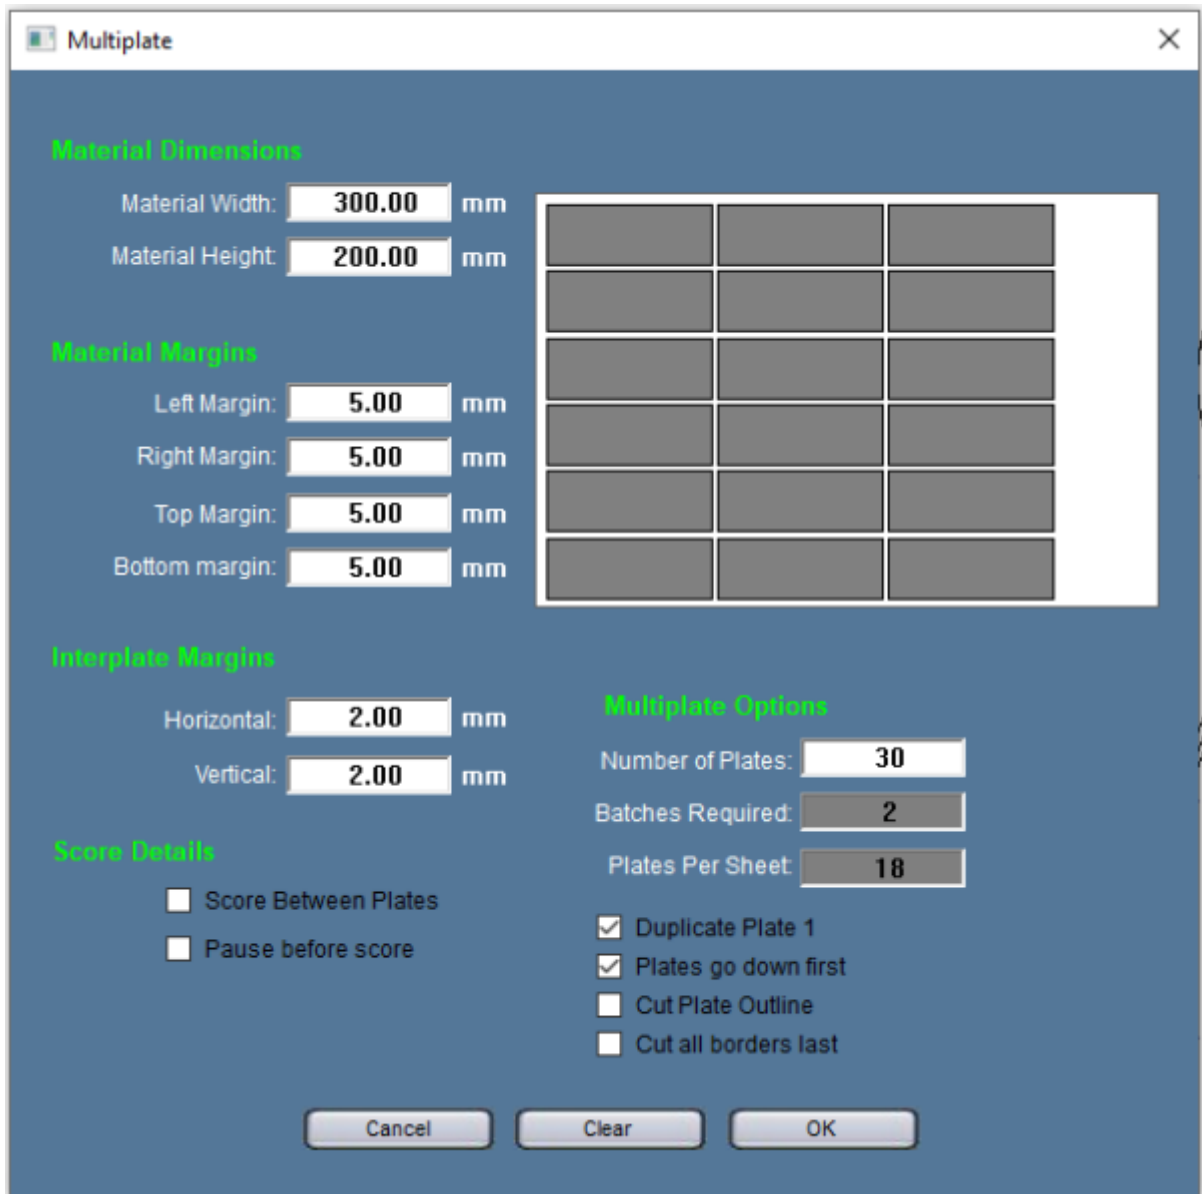 Multiplate
Material Dimensions
Material Width: 300.00 mm
Material Height: 200.00 mm
Material Margins
Left Margin: 5.00 mm
Right Margin: 5.00 mm
Top Margin: 5.00 mm
Bottom margin: 5.00 mm
Interplate Margins
Horizontal: 2.00 mm
Vertical: 2.00 mm
Score Details
Score Between Plates
Pause before score
Multiplate Options
Number of Plates: 30
Batches Required: 2
Plates Per Sheet: 18
Duplicate Plate 1
Plates go down first
Cut Plate Outline
Cut all borders last
Cancel Clear OK